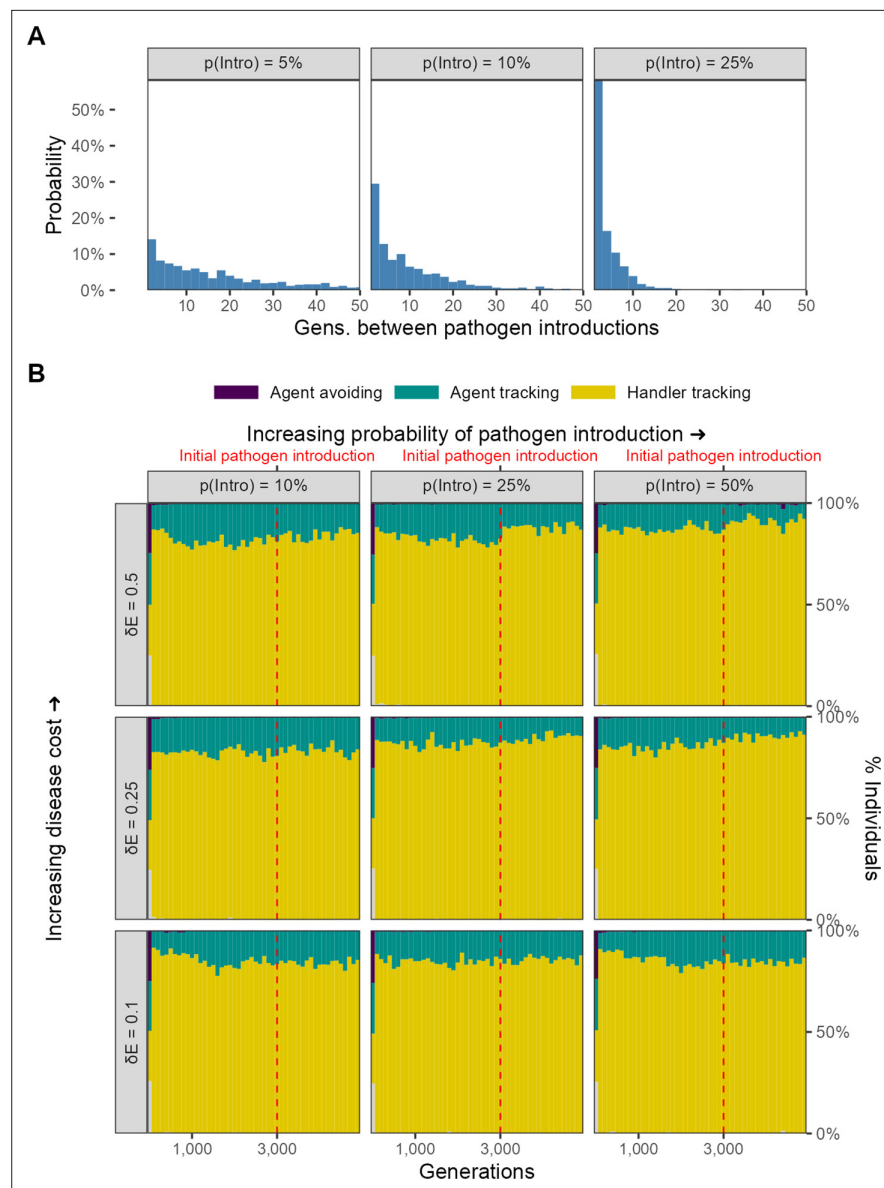 A
p(Intro) = 5%
p(Intro) = 10%
p(Intro) = 25%
50%
40%
30%
20%
10%
0%
Probability
10 20 30 40 50
10 20 30 40 50
10 20 30 40 50
Gens. between pathogen introductions
B
Agent avoiding
Agent tracking
Handler tracking
Increasing probability of pathogen introduction ➔
Initial pathogen introduction
Initial pathogen introduction
Initial pathogen introduction
p(Intro) = 10%
p(Intro) = 25%
p(Intro) = 50%
δE = 0.5
100%
50%
0%
δE = 0.25
100%
50%
0%
δE = 0.1
100%
50%
0%
Increasing disease cost ➔
% Individuals
1,000 3,000
1,000 3,000
1,000 3,000
Generations